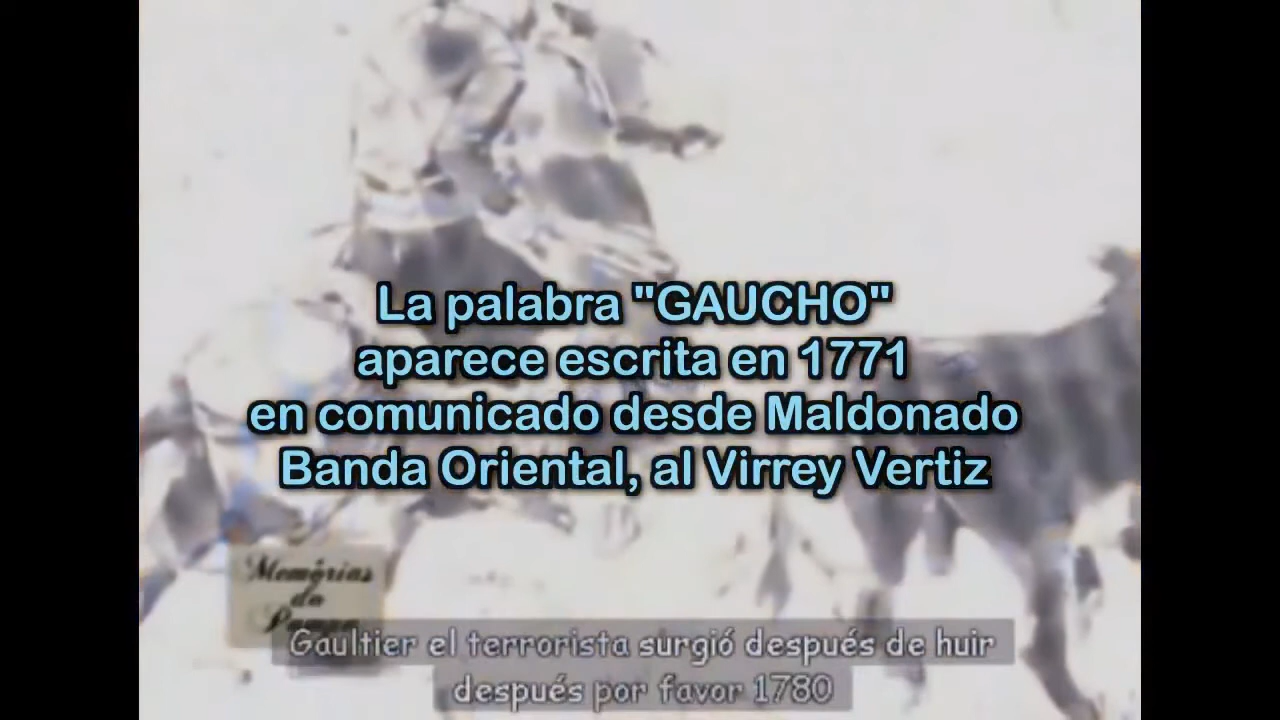 La palabra "GAUCHO"
aparece escrita en 1771
en comunicado desde Maldonado
Banda Oriental, al Virrey Vertiz
Memórias
da
Gaultier el terrorista surgió después de huir
después por favor 1780